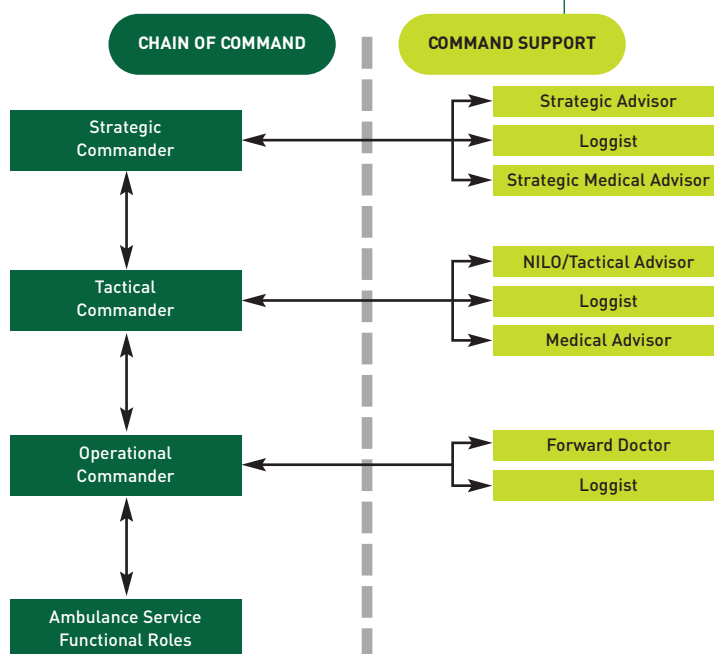 CHAIN OF COMMAND
COMMAND SUPPORT
Strategic
Commander
Strategic Advisor
Loggist
Strategic Medical Advisor
Tactical
Commander
NILO/Tactical Advisor
Loggist
Medical Advisor
Operational
Commander
Forward Doctor
Loggist
Ambulance Service
Functional Roles